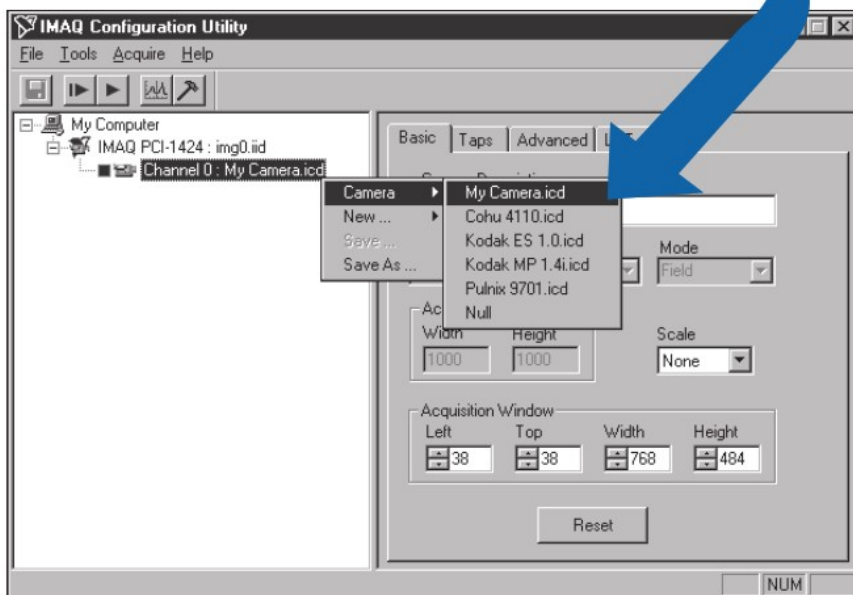 IMAQ Configuration Utility
File Tools Acquire Help
My Computer
IMAQ PCI-1424 : img0.iid
Channel 0 : My Camera.icd
Basic Taps Advanced
Camera
New ...
Save ...
Save As ...
My Camera.icd
Cohu 4110.icd
Kodak ES 1.0.icd
Kodak MP 1.4i.icd
Pulnix 9701.icd
Null
Mode
Field
Width Height
1000 1000
Scale
None
Acquisition Window
Left Top Width Height
38 38 768 484
Reset
NUM